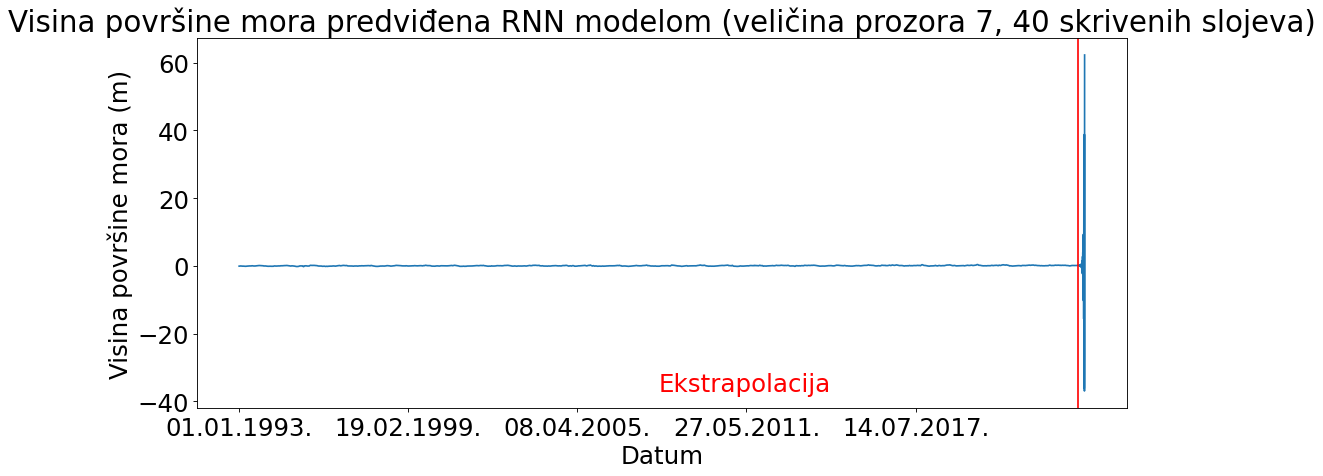 Visina površine mora predviđena RNN modelom (veličina prozora 7, 40 skrivenih slojeva)
Visina površine mora (m)
60
40
20
0
−20
−40
Ekstrapolacija
01.01.1993. 19.02.1999. 08.04.2005. 27.05.2011. 14.07.2017.
Datum